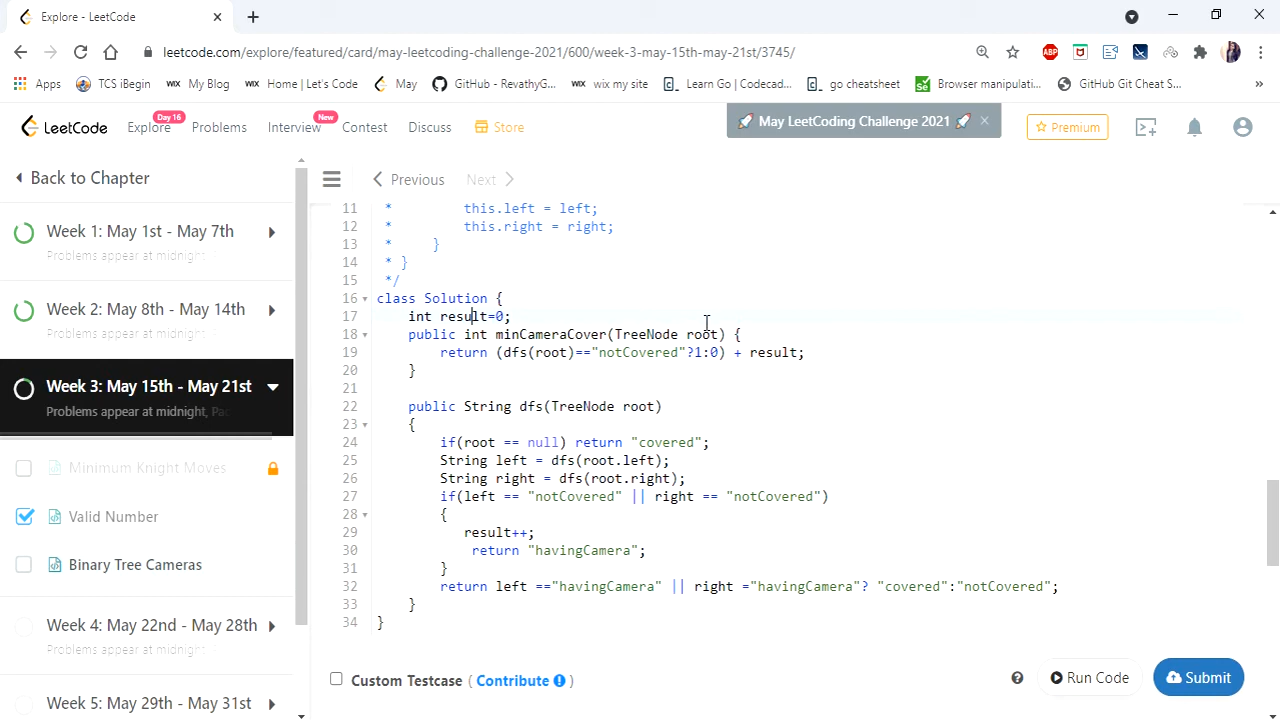 Explore - LeetCode
leetcode.com/explore/featured/card/may-leetcoding-challenge-2021/600/week-3-may-15th-may-21st/3745/
ABP
Apps TCS iBegin WIX My Blog WIX Home | Let's Code May GitHub - RevathyG... WIX wix my site Learn Go | Codecad... go cheatsheet Browser manipulati... GitHub Git Cheat S... »
LeetCode Explore Day 16 Problems Interview New Contest Discuss Store May LeetCoding Challenge 2021 Premium
Back to Chapter
Previous Next
Week 1: May 1st - May 7th
Problems appear at midnight
Week 2: May 8th - May 14th
Problems appear at midnight
Week 3: May 15th - May 21st
Problems appear at midnight, Pac
Minimum Knight Moves
Valid Number
Binary Tree Cameras
Week 4: May 22nd - May 28th
Problems appear at midnight
Week 5: May 29th - May 31st
11 * this.left = left;
12 * this.right = right;
13 * }
14 * }
15 */
16 class Solution {
17 int result=0;
18 public int minCameraCover(TreeNode root) {
19 return (dfs(root)=="notCovered"?1:0) + result;
20 }
21
22 public String dfs(TreeNode root)
23 {
24 if(root == null) return "covered";
25 String left = dfs(root.left);
26 String right = dfs(root.right);
27 if(left == "notCovered" || right == "notCovered")
28 {
29 result++;
30 return "havingCamera";
31 }
32 return left =="havingCamera" || right ="havingCamera"? "covered":"notCovered";
33 }
34 }
Custom Testcase ( Contribute )
Run Code
Submit